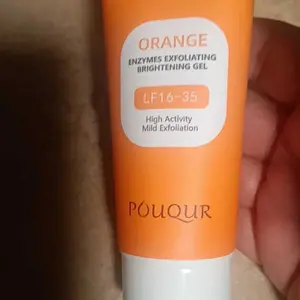 ORANGE
ENZYMES EXFOLIATING
BRIGHTENING GEL
LF16-35
High Activity
Mild Exfoliation
POUQUR